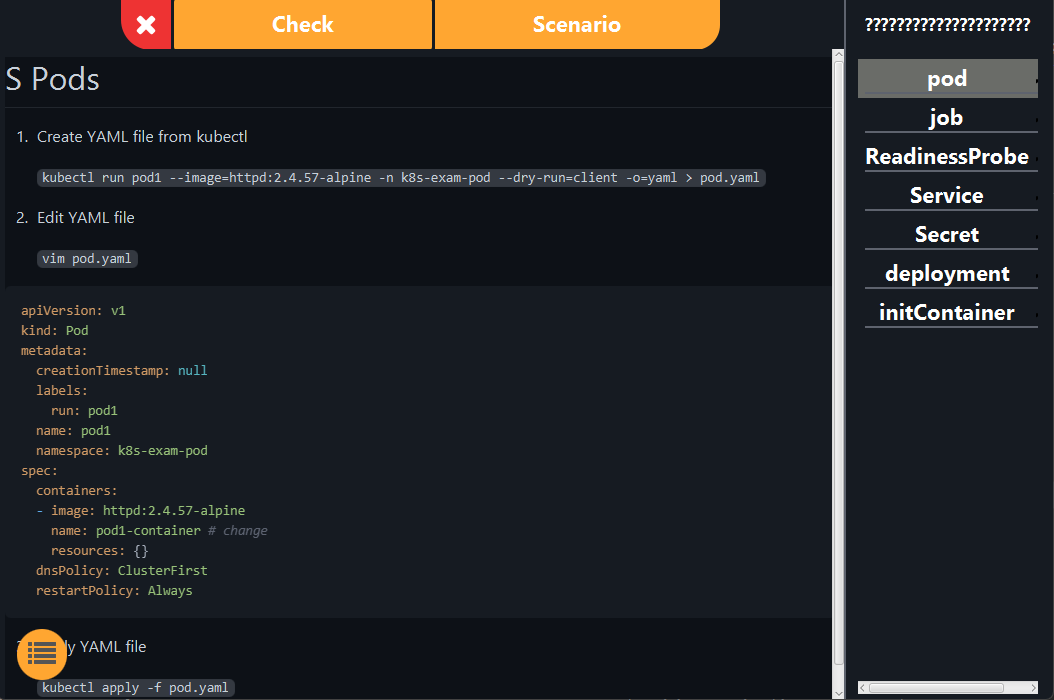 Check
Scenario
?????????????????????
S Pods
1. Create YAML file from kubectl
kubectl run pod1 --image=httpd:2.4.57-alpine -n k8s-exam-pod --dry-run=client -o=yaml > pod.yaml
2. Edit YAML file
vim pod.yaml
apiVersion: v1
kind: Pod
metadata:
  creationTimestamp: null
  labels:
    run: pod1
  name: pod1
  namespace: k8s-exam-pod
spec:
  containers:
  - image: httpd:2.4.57-alpine
    name: pod1-container # change
    resources: {}
  dnsPolicy: ClusterFirst
  restartPolicy: Always
YAML file
kubectl apply -f pod.yaml
pod
job
ReadinessProbe
Service
Secret
deployment
initContainer